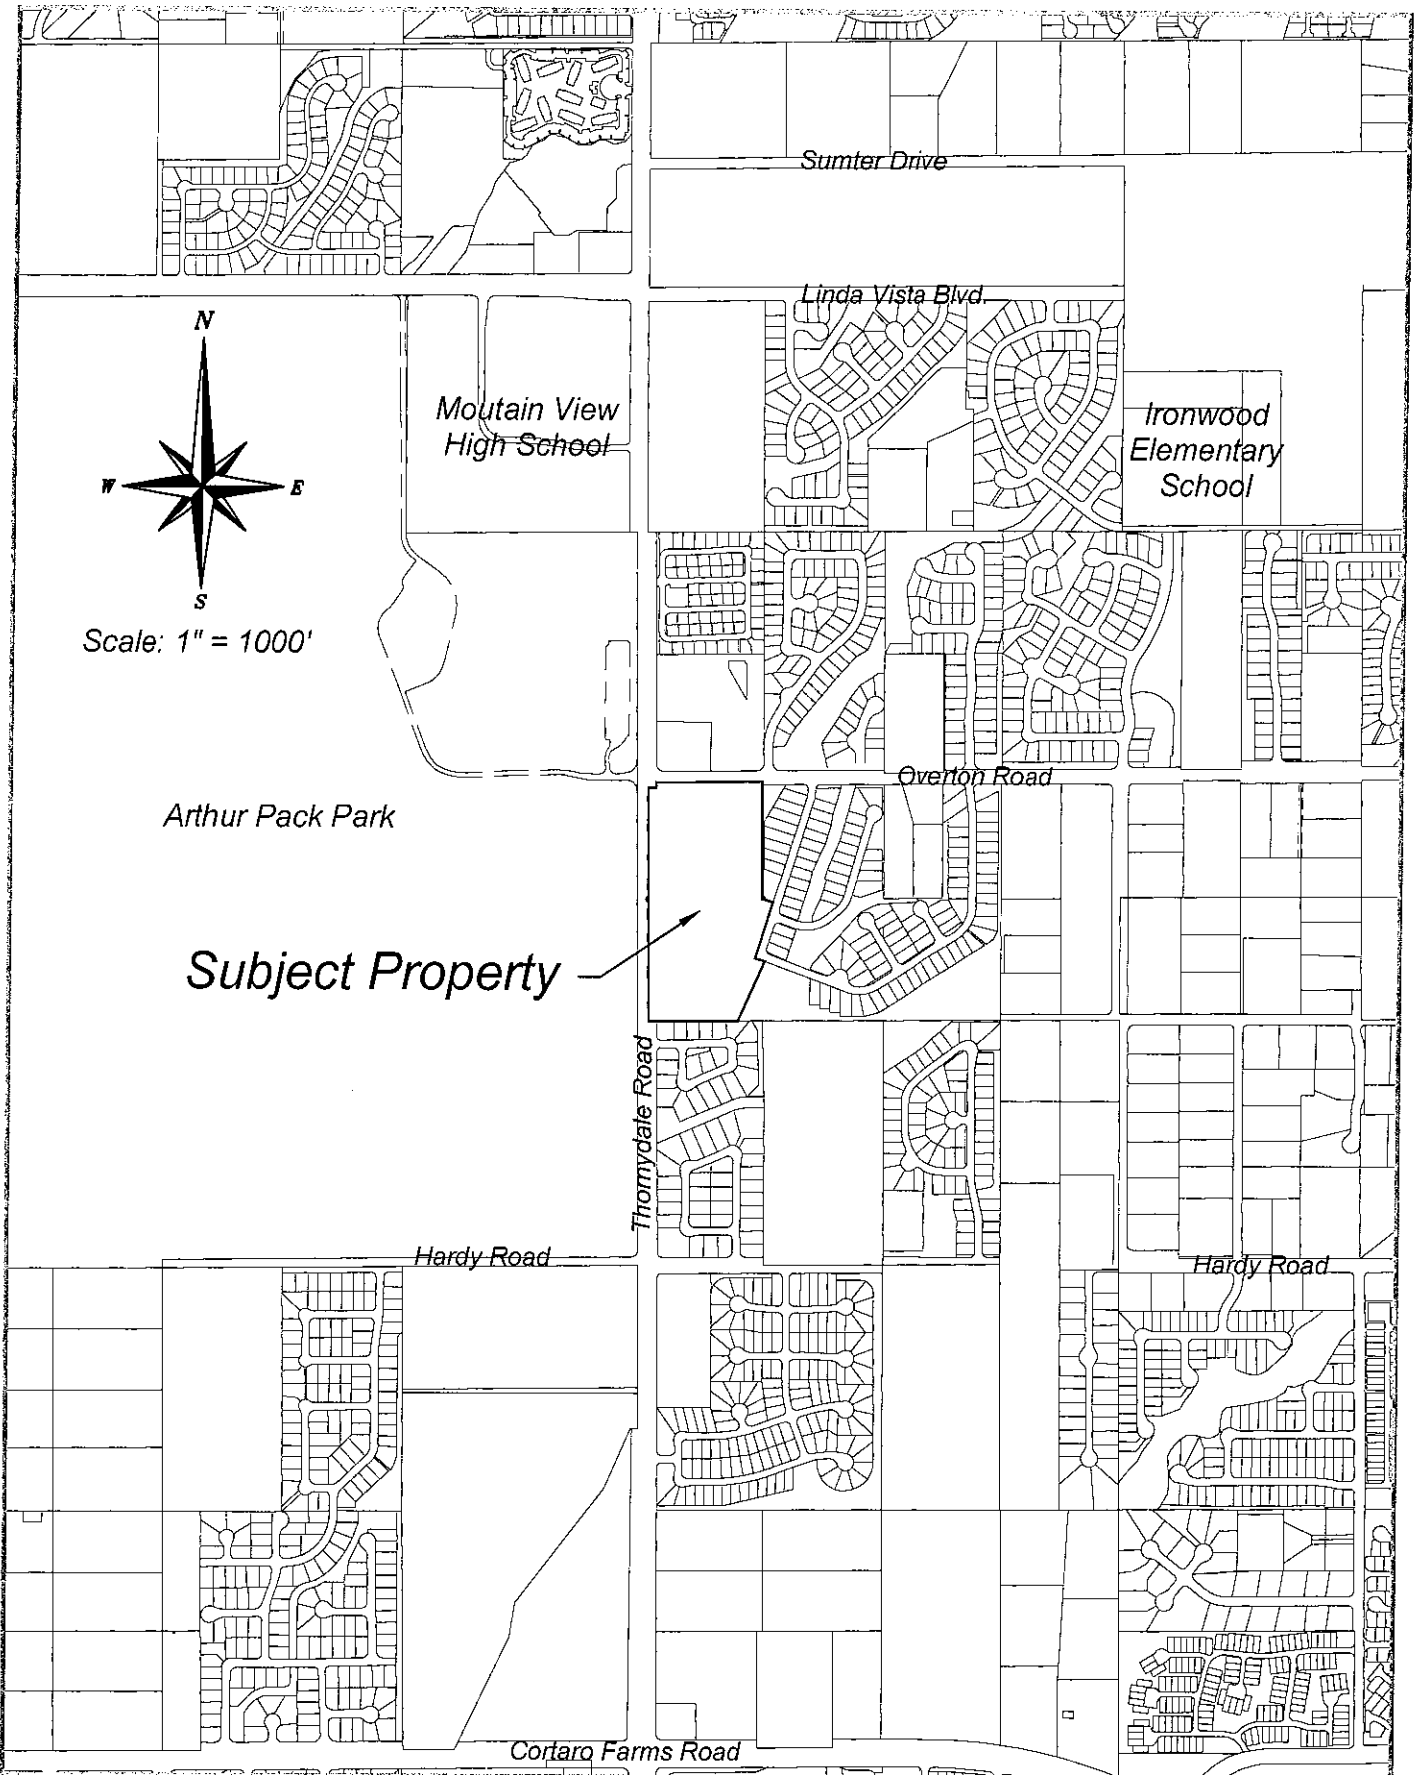 Sumter Drive
Linda Vista Blvd.
N
W
E
S
Scale: 1" = 1000'
Moutain View
High School
Ironwood
Elementary
School
Overton Road
Arthur Pack Park
Subject Property
Thornydale Road
Hardy Road
Hardy Road
Cortaro Farms Road